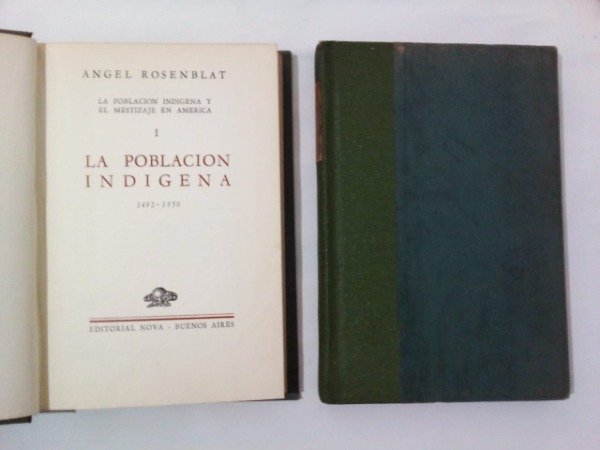 ANGEL ROSENBLAT
LA POBLACION INDIGENA Y
EL MESTIZAJE EN AMERICA
I
LA POBLACION
INDIGENA
1492 - 1950
EDITORIAL NOVA - BUENOS AIRES